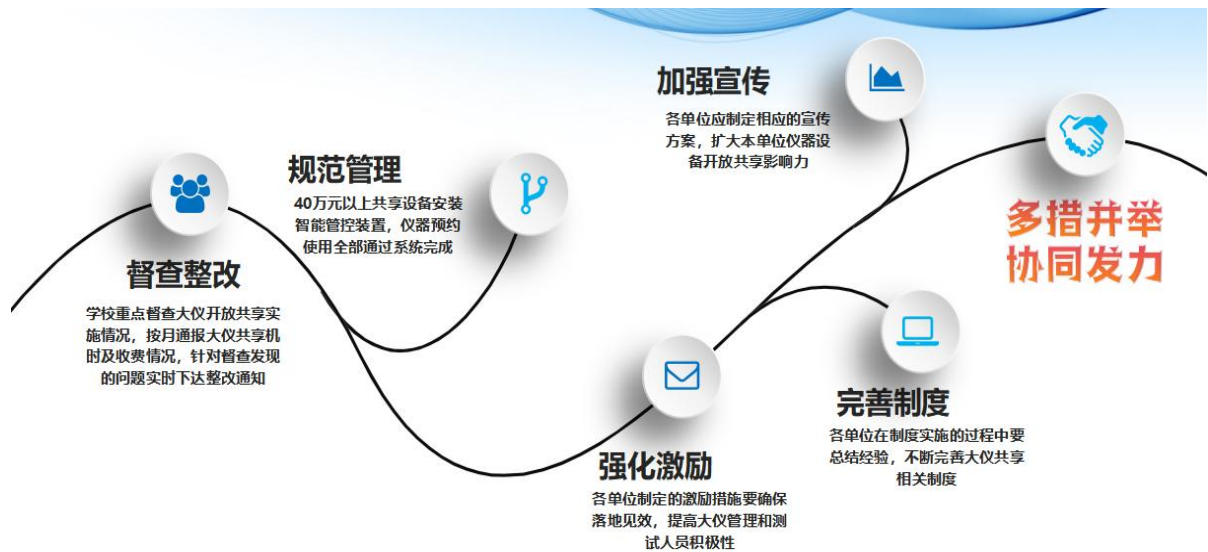 督查整改
学校重点督查大仪开放共享实
施情况，按月通报大仪共享机
时及收费情况，针对督查发现
的问题实时下达整改通知
规范管理
40万元以上共享设备安装
智能管控装置，仪器预约
使用全部通过系统完成
强化激励
各单位制定的激励措施要确保
落地见效，提高大仪管理和测
试人员积极性
加强宣传
各单位应制定相应的宣传
方案，扩大本单位仪器设
备开放共享影响力
完善制度
各单位在制度实施的过程中要
总结经验，不断完善大仪共享
相关制度
多措并举
协同发力